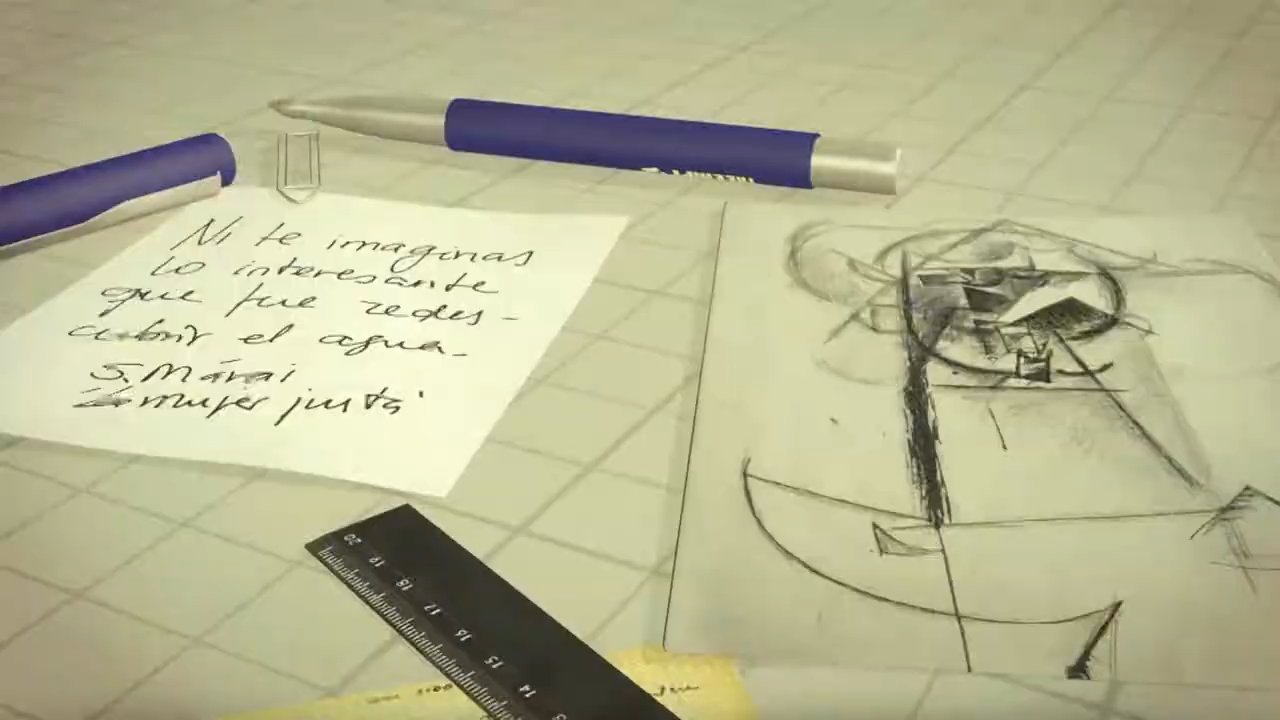 Ni te imaginas
lo interesante
que fue redes-
cubrir el agua.
S. Márai
La mujer justa
20 19 18 17 16 15 14